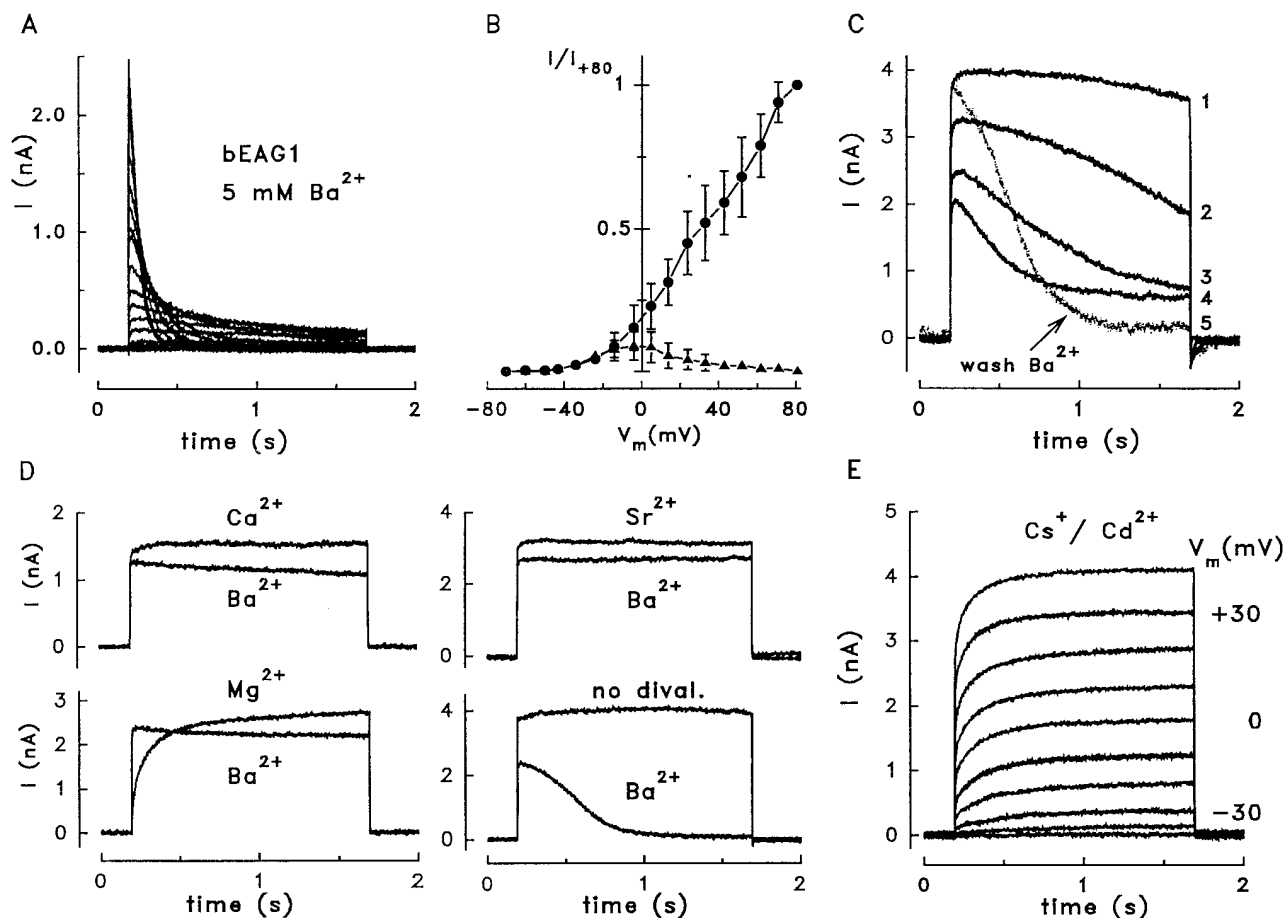 A
I (nA)
2.0
1.0
0.0
bEAG1
5 mM Ba²⁺
0
1
2
time (s)
B
I/I₊₈₀
1
0.5
−80
−40
0
40
80
Vₘ(mV)
C
I (nA)
4
3
2
1
0
1
2
3
4
5
wash Ba²⁺
0
1
2
time (s)
D
I (nA)
2
1
0
Ca²⁺
Ba²⁺
4
2
0
Sr²⁺
Ba²⁺
I (nA)
3
2
1
0
Mg²⁺
Ba²⁺
0
1
2
time (s)
4
2
0
no dival.
Ba²⁺
0
1
2
time (s)
E
I (nA)
5
4
3
2
1
0
Cs⁺/ Cd²⁺
Vₘ(mV)
+30
0
−30
0
1
2
time (s)